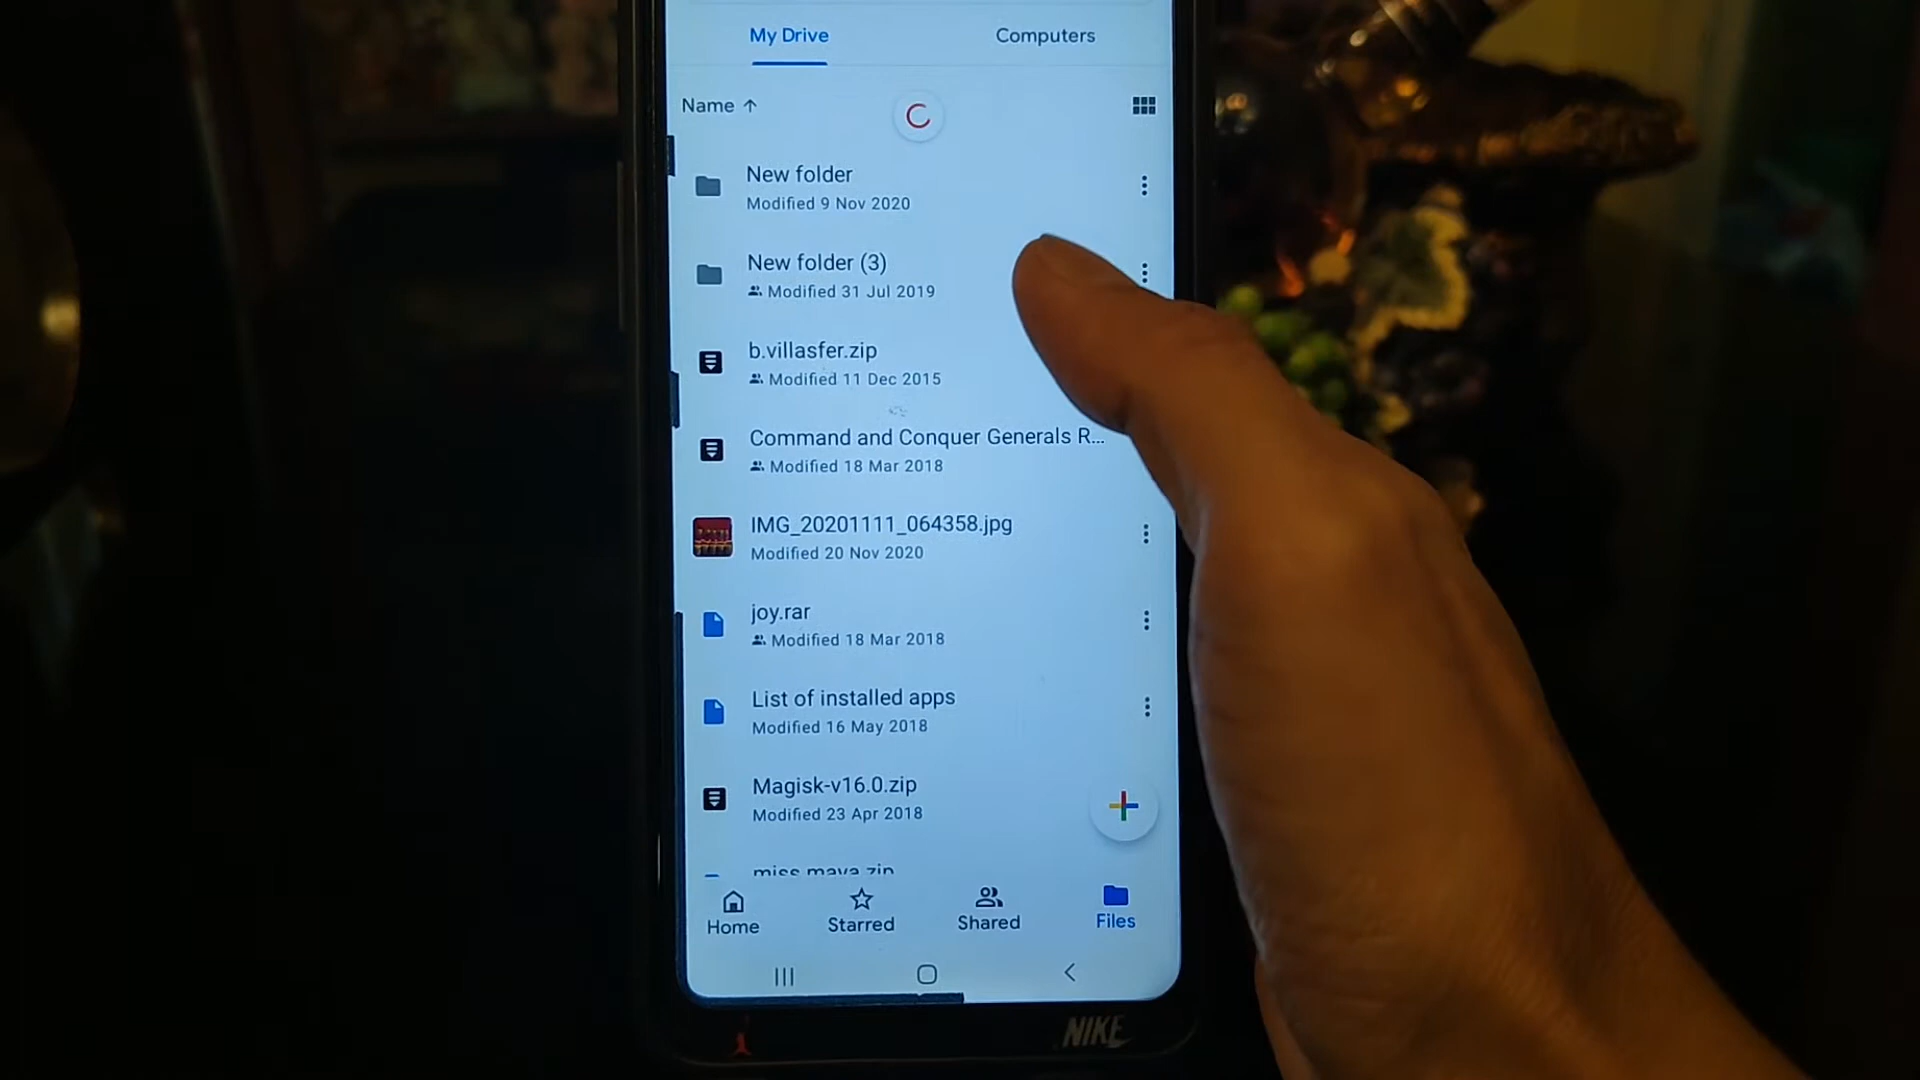 My Drive
Computers
Name
New folder
Modified 9 Nov 2020
New folder (3)
Modified 31 Jul 2019
b.villasfer.zip
Modified 11 Dec 2015
Command and Conquer Generals R...
Modified 18 Mar 2018
IMG_20201111_064358.jpg
Modified 20 Nov 2020
joy.rar
Modified 18 Mar 2018
List of installed apps
Modified 16 May 2018
Magisk-v16.0.zip
Modified 23 Apr 2018
miss maya zip
Home
Starred
Shared
Files
NIKE